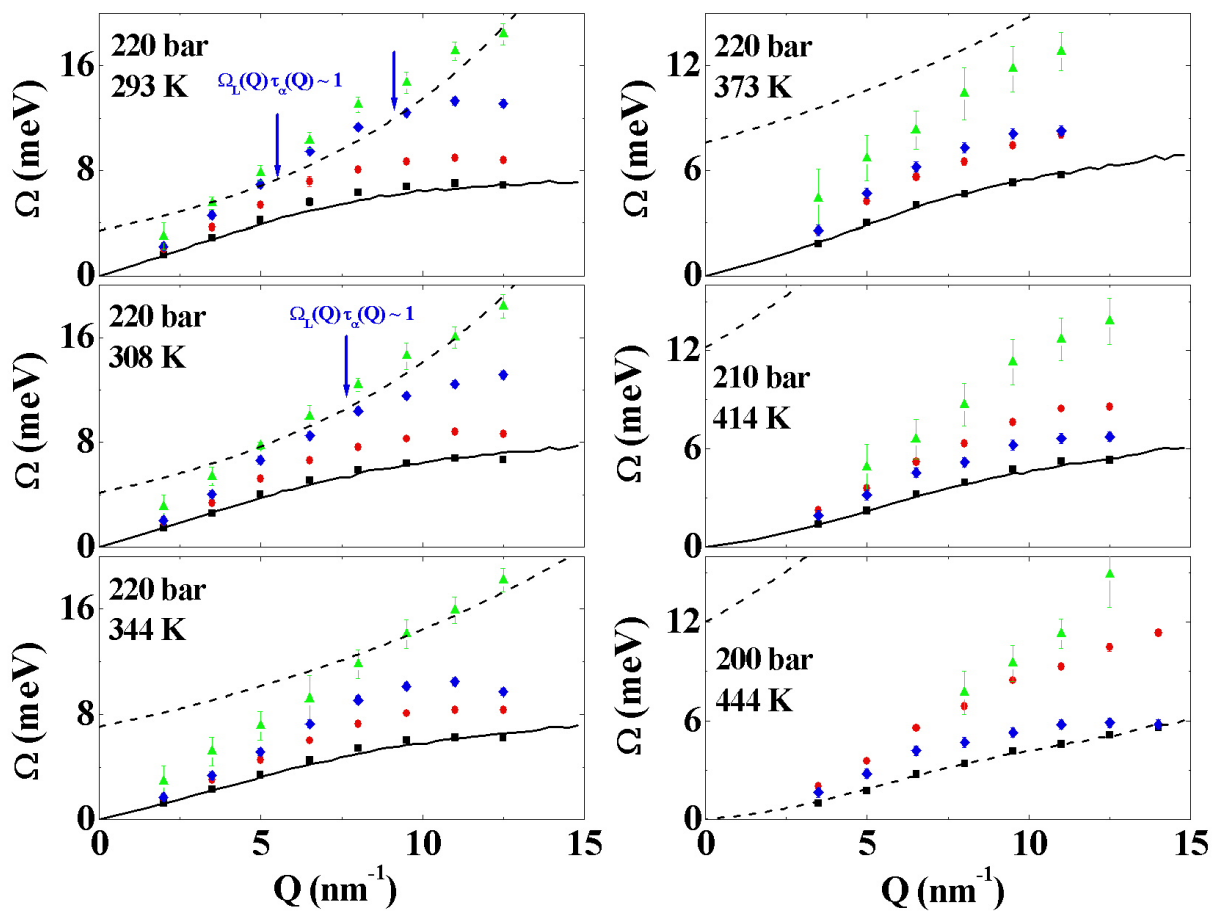 220 bar
293 K
Ω_L(Q)τ_α(Q)~1
Ω (meV)
16
8
0
220 bar
373 K
Ω (meV)
12
6
0
220 bar
308 K
Ω_L(Q)τ_α(Q)~1
Ω (meV)
16
8
0
210 bar
414 K
Ω (meV)
12
6
0
220 bar
344 K
Ω (meV)
16
8
0
0 5 10 15
Q (nm⁻¹)
200 bar
444 K
Ω (meV)
12
6
0
0 5 10 15
Q (nm⁻¹)